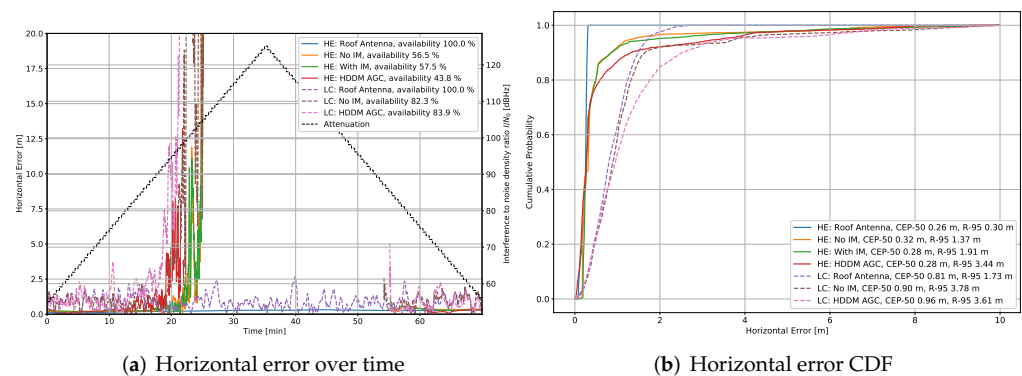 20.0
17.5
15.0
12.5
10.0
7.5
5.0
2.5
0.0
Horizontal Error [m]
0
10
20
30
40
50
60
Time [min]
120
110
100
90
80
70
60
Interference to noise density ratio I/N0 [dBHz]
HE: Roof Antenna, availability 100.0 %
HE: No IM, availability 56.5 %
HE: With IM, availability 57.5 %
HE: HDDM AGC, availability 43.8 %
LC: Roof Antenna, availability 100.0 %
LC: No IM, availability 82.3 %
LC: HDDM AGC, availability 83.9 %
Attenuation
(a) Horizontal error over time
1.0
0.8
0.6
0.4
0.2
0.0
Cumulative Probability
0
2
4
6
8
10
Horizontal Error [m]
HE: Roof Antenna, CEP-50 0.26 m, R-95 0.30 m
HE: No IM, CEP-50 0.32 m, R-95 1.37 m
HE: With IM, CEP-50 0.28 m, R-95 1.91 m
HE: HDDM AGC, CEP-50 0.28 m, R-95 3.44 m
LC: Roof Antenna, CEP-50 0.81 m, R-95 1.73 m
LC: No IM, CEP-50 0.90 m, R-95 3.78 m
LC: HDDM AGC, CEP-50 0.96 m, R-95 3.61 m
(b) Horizontal error CDF